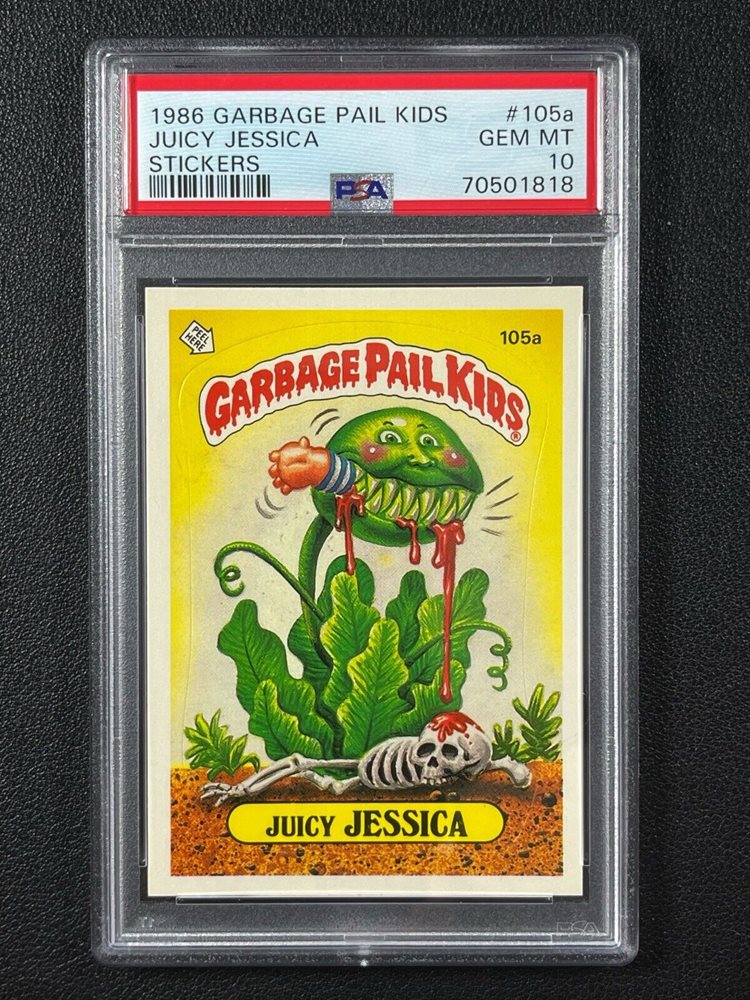 1986 GARBAGE PAIL KIDS #105a
JUICY JESSICA GEM MT
STICKERS 10
PSA 70501818
PEEL
HERE
105a
GARBAGE PAIL KIDS®
JUICY JESSICA
PSA